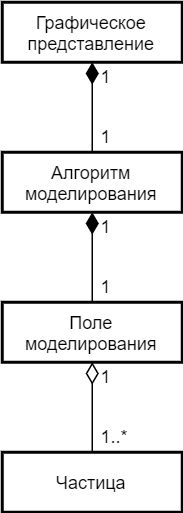 Графическое
представление
1
1
Алгоритм
моделирования
1
1
Поле
моделирования
1
1..*
Частица